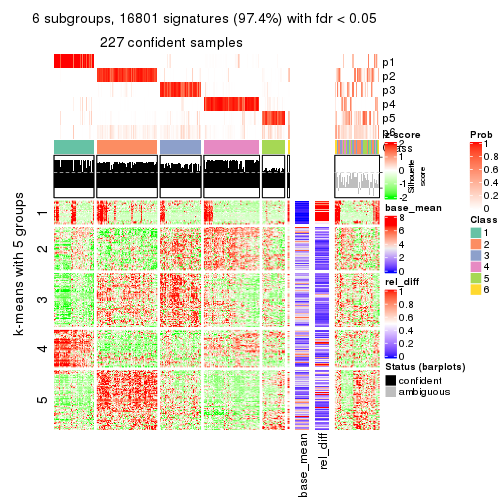 6 subgroups, 16801 signatures (97.4%) with fdr < 0.05
227 confident samples
p1
p2
p3
p4
p5
p6
Class
Silhouette
score
k-means with 5 groups
1
2
3
4
5
base_mean
rel_diff
z-score
2
1
0
-1
-2
base_mean
8
6
4
2
0
rel_diff
1
0.8
0.6
0.4
0.2
0
Status (barplots)
confident
ambiguous
Prob
1
0.8
0.6
0.4
0.2
0
Class
1
2
3
4
5
6